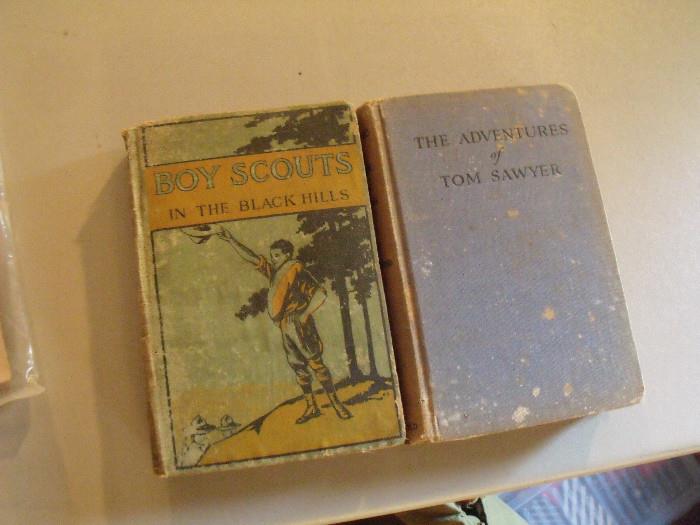 BOY SCOUTS
IN THE BLACK HILLS
THE ADVENTURES
of
TOM SAWYER